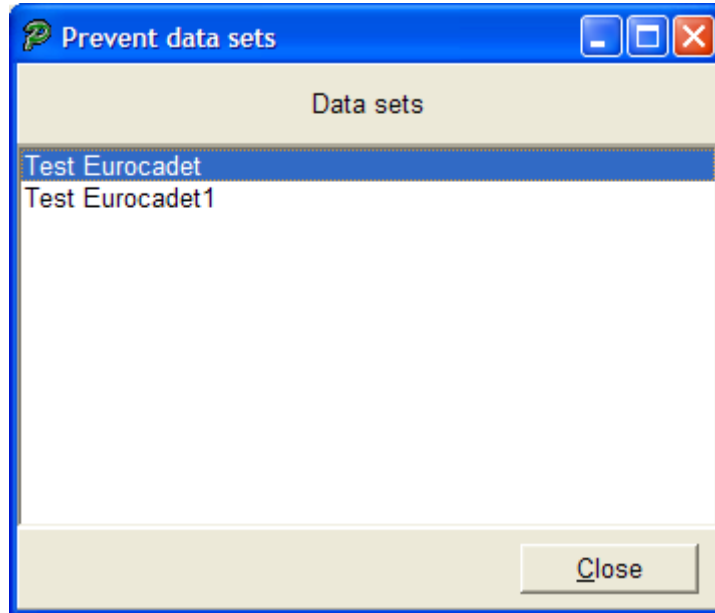 Prevent data sets
Data sets
Test Eurocadet
Test Eurocadet1
Close